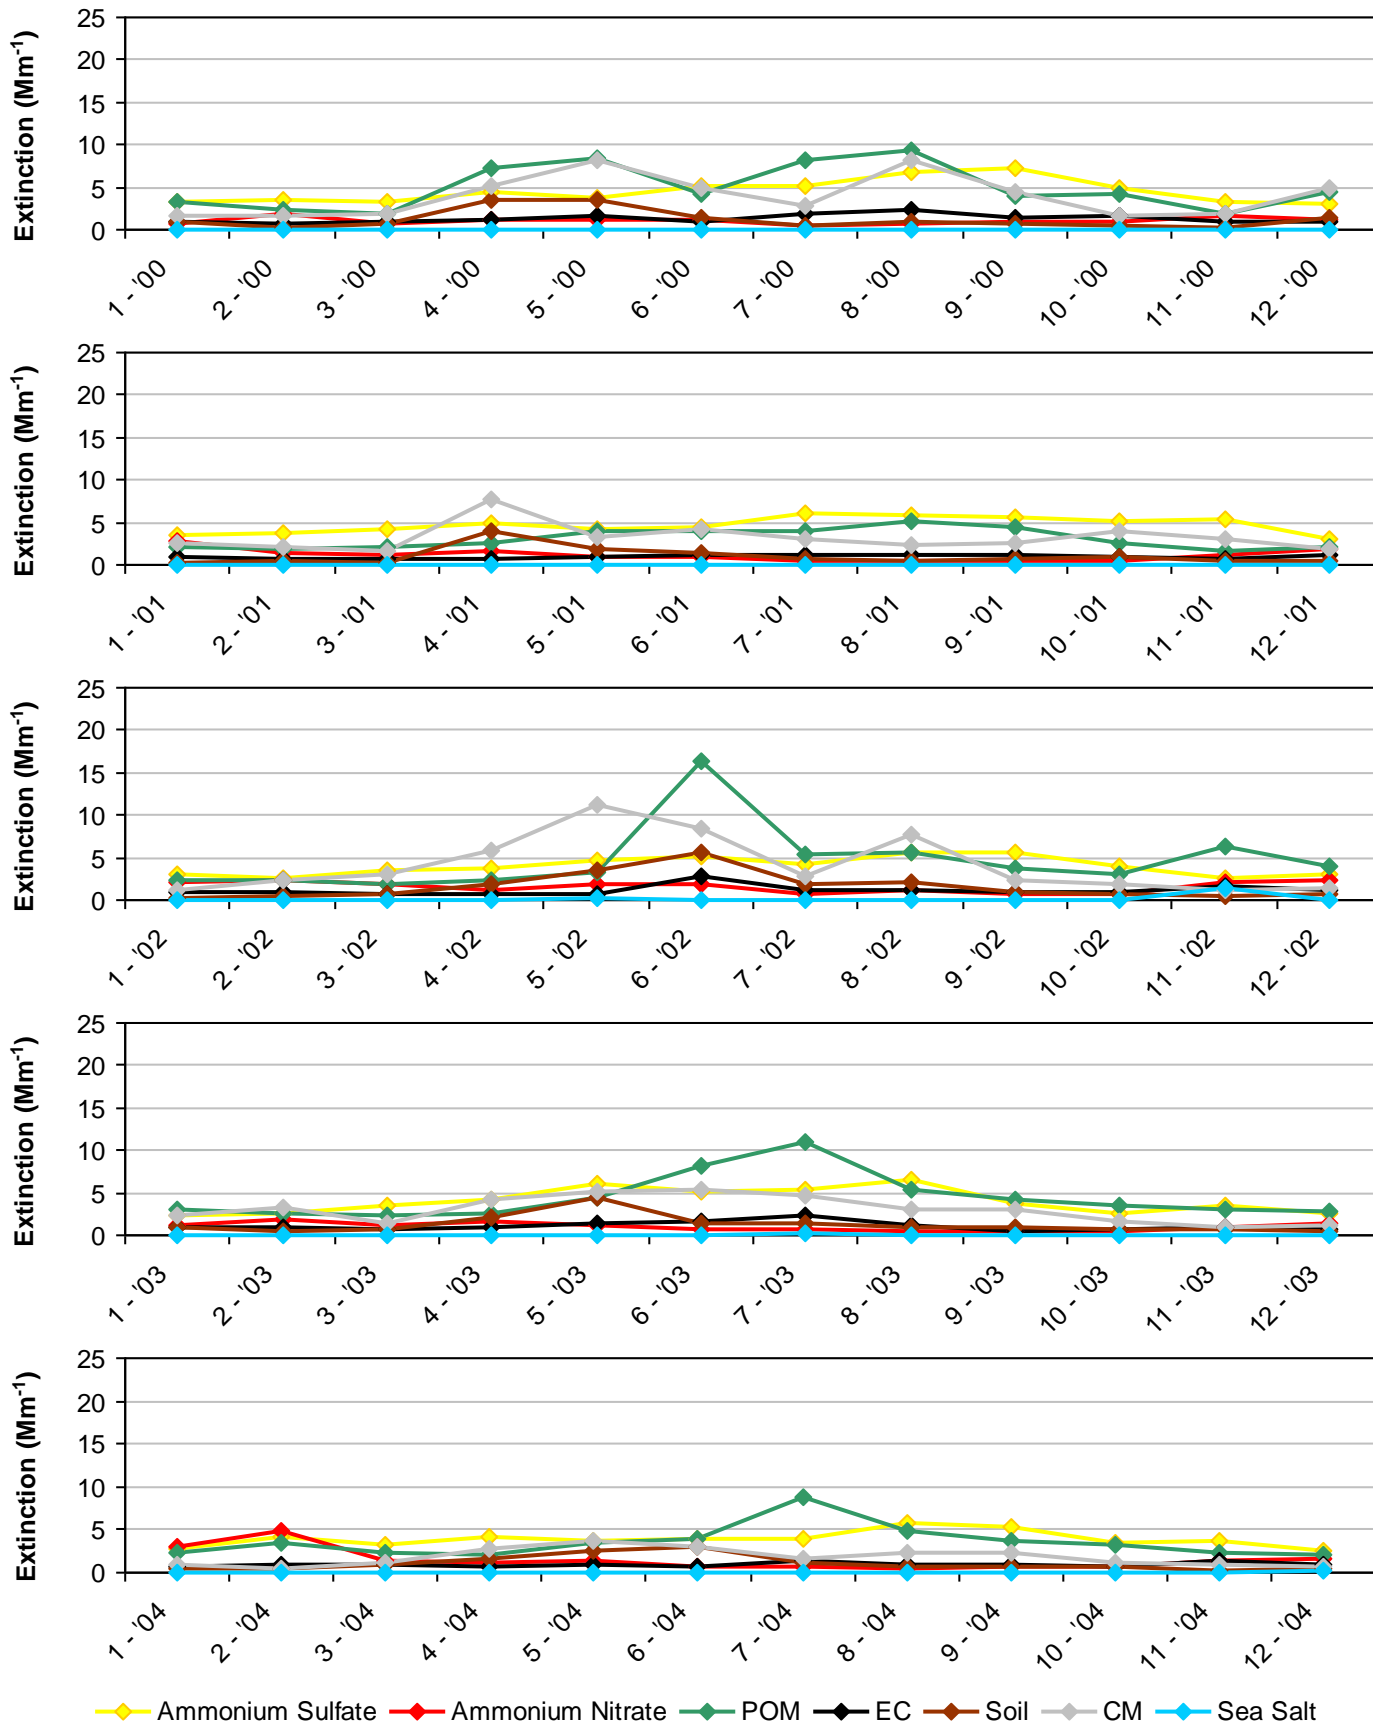 Extinction (Mm-1)
25
20
15
10
5
0
1 - '00 2 - '00 3 - '00 4 - '00 5 - '00 6 - '00 7 - '00 8 - '00 9 - '00 10 - '00 11 - '00 12 - '00
Extinction (Mm-1)
25
20
15
10
5
0
1 - '01 2 - '01 3 - '01 4 - '01 5 - '01 6 - '01 7 - '01 8 - '01 9 - '01 10 - '01 11 - '01 12 - '01
Extinction (Mm-1)
25
20
15
10
5
0
1 - '02 2 - '02 3 - '02 4 - '02 5 - '02 6 - '02 7 - '02 8 - '02 9 - '02 10 - '02 11 - '02 12 - '02
Extinction (Mm-1)
25
20
15
10
5
0
1 - '03 2 - '03 3 - '03 4 - '03 5 - '03 6 - '03 7 - '03 8 - '03 9 - '03 10 - '03 11 - '03 12 - '03
Extinction (Mm-1)
25
20
15
10
5
0
1 - '04 2 - '04 3 - '04 4 - '04 5 - '04 6 - '04 7 - '04 8 - '04 9 - '04 10 - '04 11 - '04 12 - '04
Ammonium Sulfate Ammonium Nitrate POM EC Soil CM Sea Salt